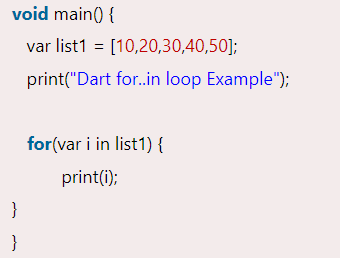 void main() {
var list1 = [10,20,30,40,50];
print("Dart for..in loop Example");
for(var i in list1) {
print(i);
}
}